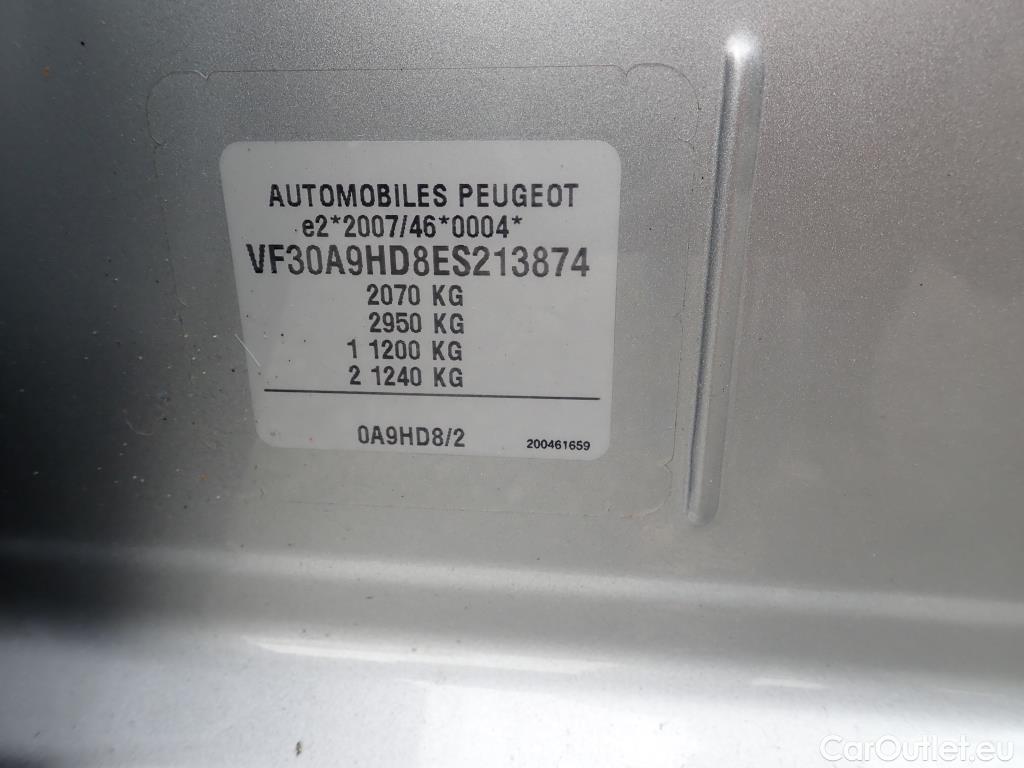 AUTOMOBILES PEUGEOT
e2*2007/46*0004*
VF30A9HD8ES213874
2070 KG
2950 KG
1 1200 KG
2 1240 KG
0A9HD8/2 200461659
CarOutlet.eu